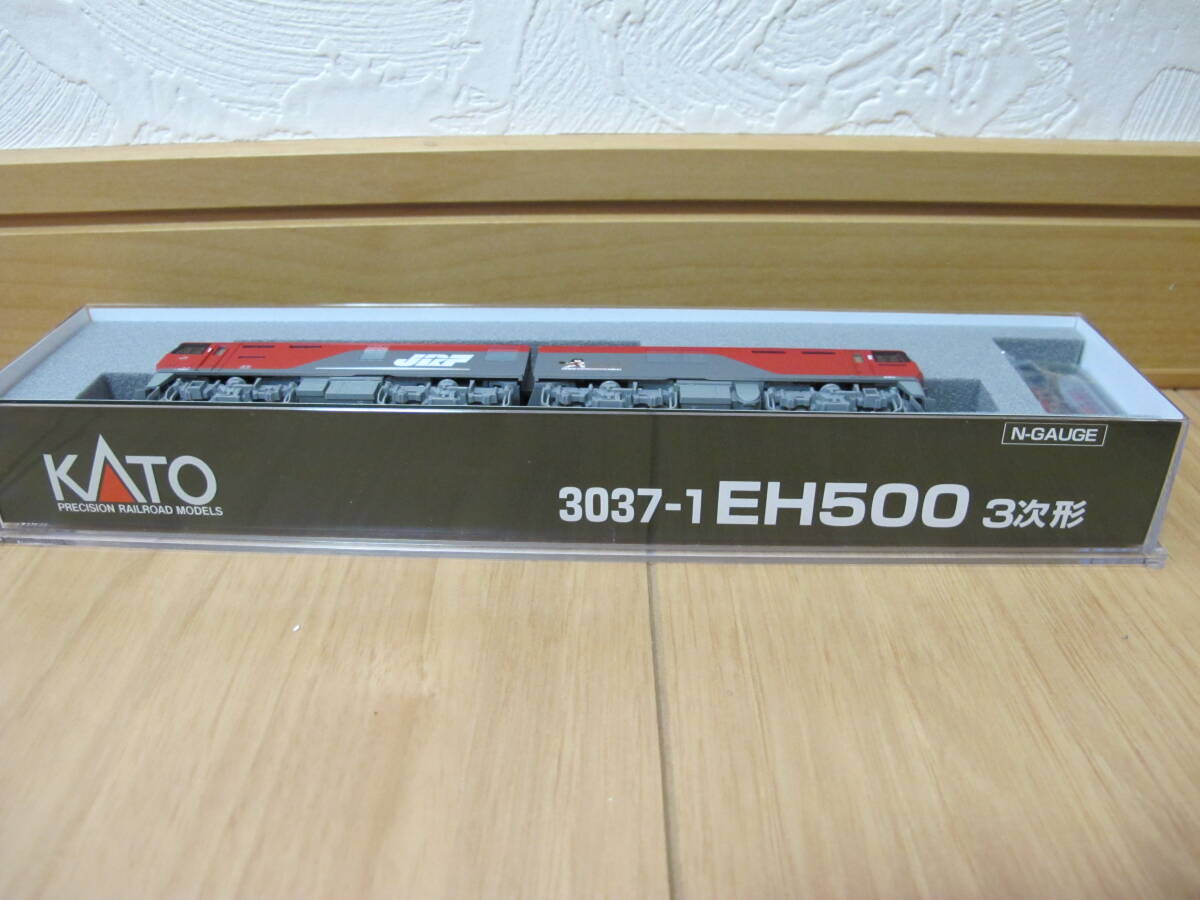 JRF
N-GAUGE
KATO
PRECISION RAILROAD MODELS
3037-1 EH500 3次形